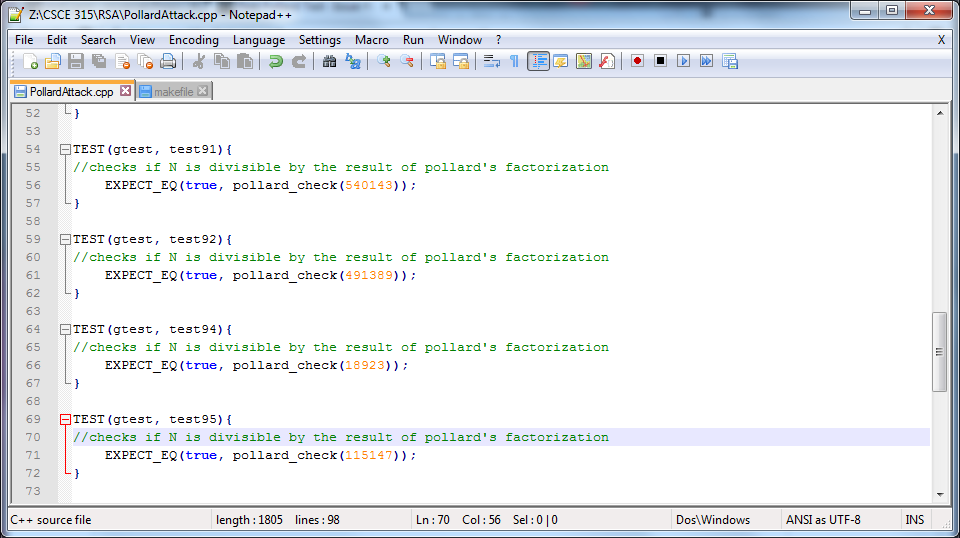 Z:\CSCE 315\RSA\PollardAttack.cpp - Notepad++
File Edit Search View Encoding Language Settings Macro Run Window ? X
PollardAttack.cpp makefile
52 }
53
54 TEST(gtest, test91){
55 //checks if N is divisible by the result of pollard's factorization
56 EXPECT_EQ(true, pollard_check(540143));
57 }
58
59 TEST(gtest, test92){
60 //checks if N is divisible by the result of pollard's factorization
61 EXPECT_EQ(true, pollard_check(491389));
62 }
63
64 TEST(gtest, test94){
65 //checks if N is divisible by the result of pollard's factorization
66 EXPECT_EQ(true, pollard_check(18923));
67 }
68
69 TEST(gtest, test95){
70 //checks if N is divisible by the result of pollard's factorization
71 EXPECT_EQ(true, pollard_check(115147));
72 }
73
C++ source file length : 1805 lines : 98 Ln : 70 Col : 56 Sel : 0 | 0 Dos\Windows ANSI as UTF-8 INS